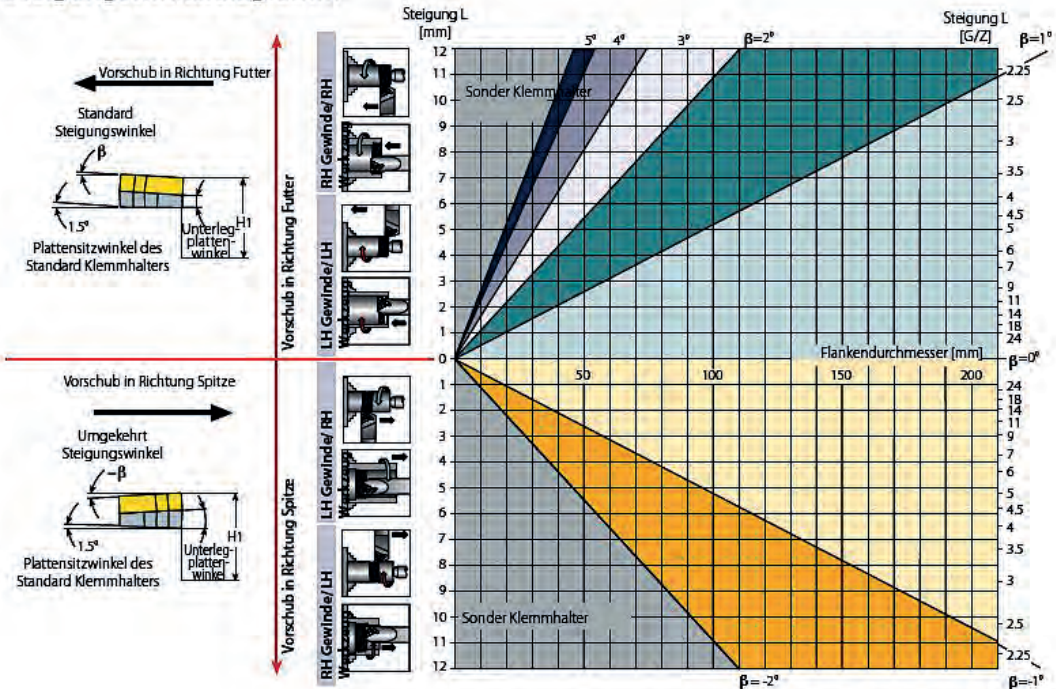 Steigung L
[mm]
Steigung L
[G/Z]
5° 4° 3° β=2° β=1°
Vorschub in Richtung Futter
Standard
Steigungswinkel
β
1.5°
H1
Unterleg-
platten-
winkel
Plattensitzwinkel des
Standard Klemmhalters
Vorschub in Richtung Futter
RH Gewinde/ RH
Werkzeug
LH Gewinde/ LH
Werkzeug
Sonder Klemmhalter
12
11
10
9
8
7
6
5
4
3
2
1
0
2.25
2.5
3
3.5
4
4.5
5
6
7
9
11
14
18
24
Flankendurchmesser [mm]
β=0°
50 100 150 200
Vorschub in Richtung Spitze
Umgekehrt
Steigungswinkel
–β
1.5°
H1
Unterleg-
platten-
winkel
Plattensitzwinkel des
Standard Klemmhalters
Vorschub in Richtung Spitze
LH Gewinde/ RH
Werkzeug
RH Gewinde/ LH
Werkzeug
1
2
3
4
5
6
7
8
9
10
11
12
24
18
14
11
9
7
6
5
4.5
4
3.5
3
2.5
2.25
Sonder Klemmhalter
β= -2°
β=-1°